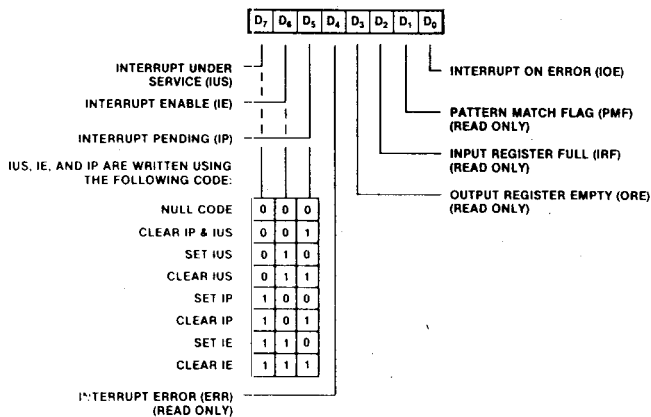 D7 D6 D5 D4 D3 D2 D1 D0
INTERRUPT UNDER
SERVICE (IUS)
INTERRUPT ENABLE (IE)
INTERRUPT PENDING (IP)
IUS, IE, AND IP ARE WRITTEN USING
THE FOLLOWING CODE:
NULL CODE 0 0 0
CLEAR IP & IUS 0 0 1
SET IUS 0 1 0
CLEAR IUS 0 1 1
SET IP 1 0 0
CLEAR IP 1 0 1
SET IE 1 1 0
CLEAR IE 1 1 1
INTERRUPT ERROR (ERR)
(READ ONLY)
INTERRUPT ON ERROR (IOE)
PATTERN MATCH FLAG (PMF)
(READ ONLY)
INPUT REGISTER FULL (IRF)
(READ ONLY)
OUTPUT REGISTER EMPTY (ORE)
(READ ONLY)